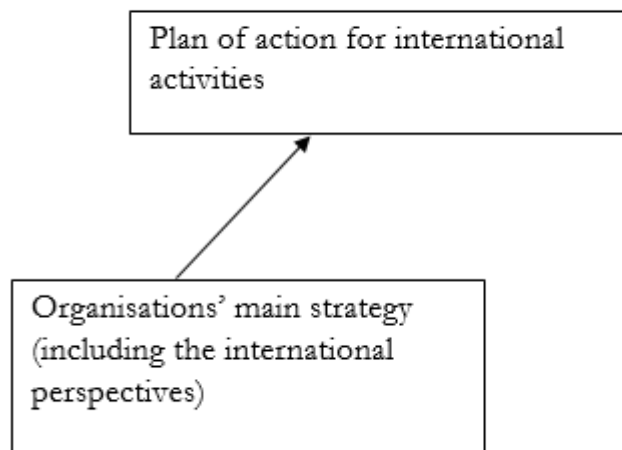 Plan of action for international
activities
Organisations’ main strategy
(including the international
perspectives)